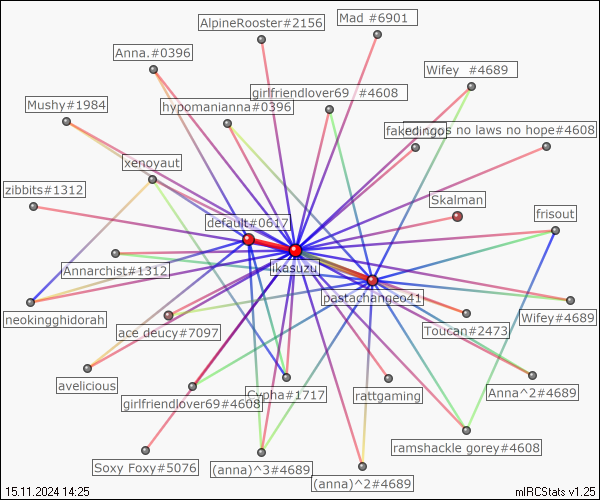 AlpineRooster#2156
Mad #6901
Anna.#0396
Wifey #4689
girlfriendlover69 #4608
Mushy#1984
hypomanianna#0396
fakedingos no laws no hope#4608
xenoyaut
zibbits#1312
Skalman
default#0617
frisout
likasuzu
Annarchist#1312
pastachangeo41
neokingghidorah
ace deucy#7097
Toucan#2473
Wifey#4689
avelicious
girlfriendlover69#4608
Cypha#1717
rattgaming
Anna^2#4689
ramshackle gorey#4608
Soxy Foxy#5076
(anna)^3#4689
(anna)^2#4689
15.11.2024 14:25
mIRCStats v1.25